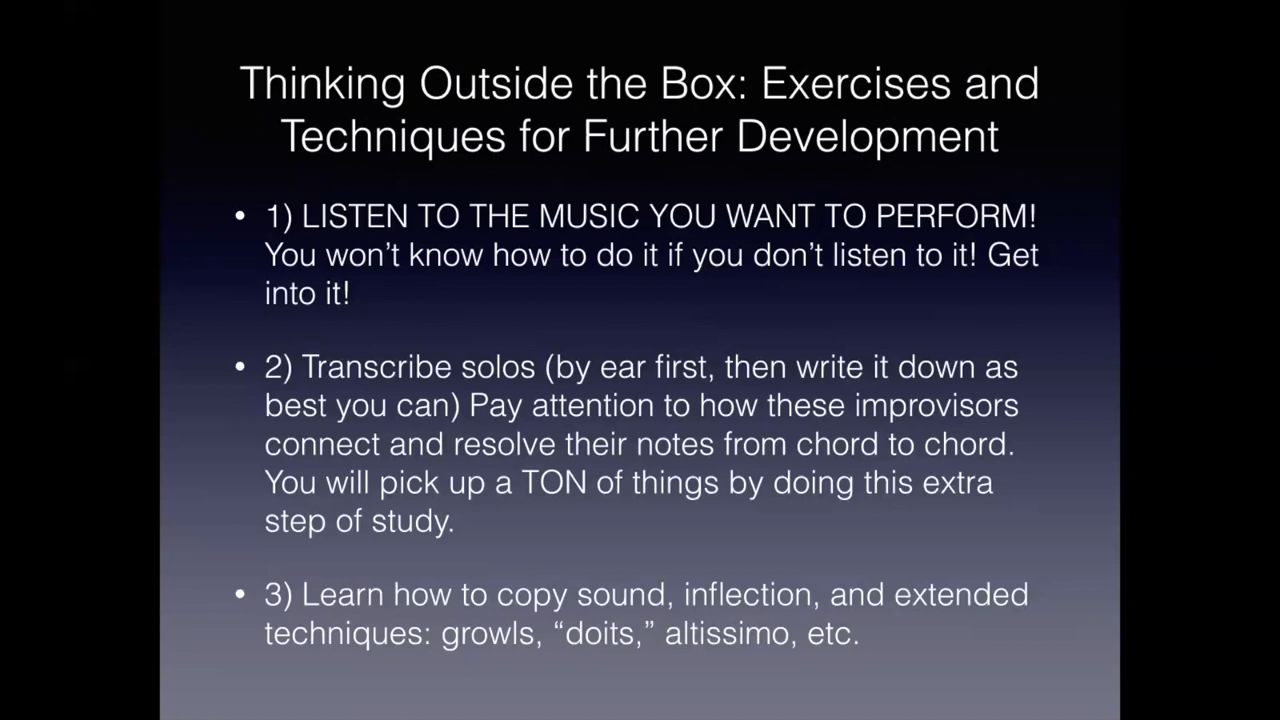 Thinking Outside the Box: Exercises and
Techniques for Further Development
• 1) LISTEN TO THE MUSIC YOU WANT TO PERFORM!
You won't know how to do it if you don't listen to it! Get
into it!
• 2) Transcribe solos (by ear first, then write it down as
best you can) Pay attention to how these improvisors
connect and resolve their notes from chord to chord.
You will pick up a TON of things by doing this extra
step of study.
• 3) Learn how to copy sound, inflection, and extended
techniques: growls, “doits,” altissimo, etc.